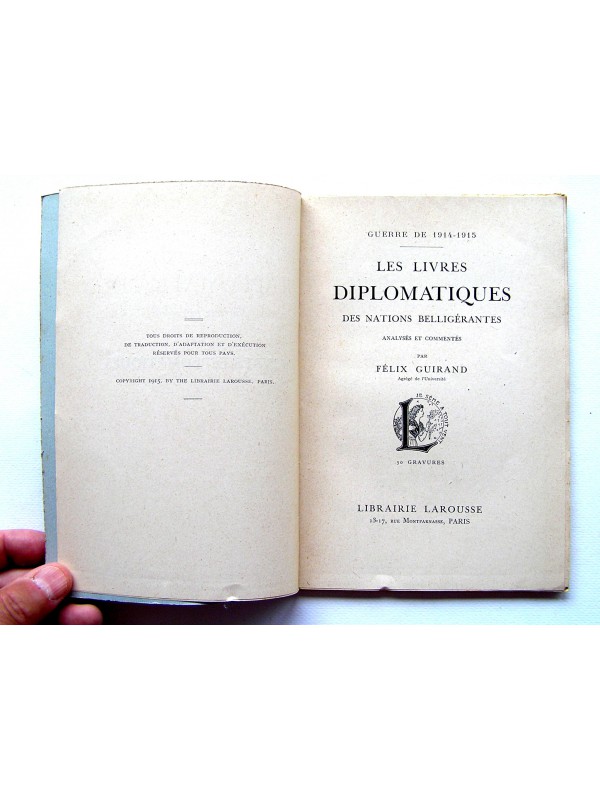 TOUS DROITS DE REPRODUCTION,
DE TRADUCTION, D'ADAPTATION ET D'EXÉCUTION
RÉSERVÉS POUR TOUS PAYS.
COPYRIGHT 1915, BY THE LIBRAIRIE LAROUSSE, PARIS.
GUERRE DE 1914-1915
LES LIVRES
DIPLOMATIQUES
DES NATIONS BELLIGÉRANTES
ANALYSÉS ET COMMENTÉS
PAR
FÉLIX GUIRAND
Agrégé de l'Université
JE SÈME A TOUT VENT
L
30 GRAVURES
LIBRAIRIE LAROUSSE
13-17, RUE MONTPARNASSE, PARIS